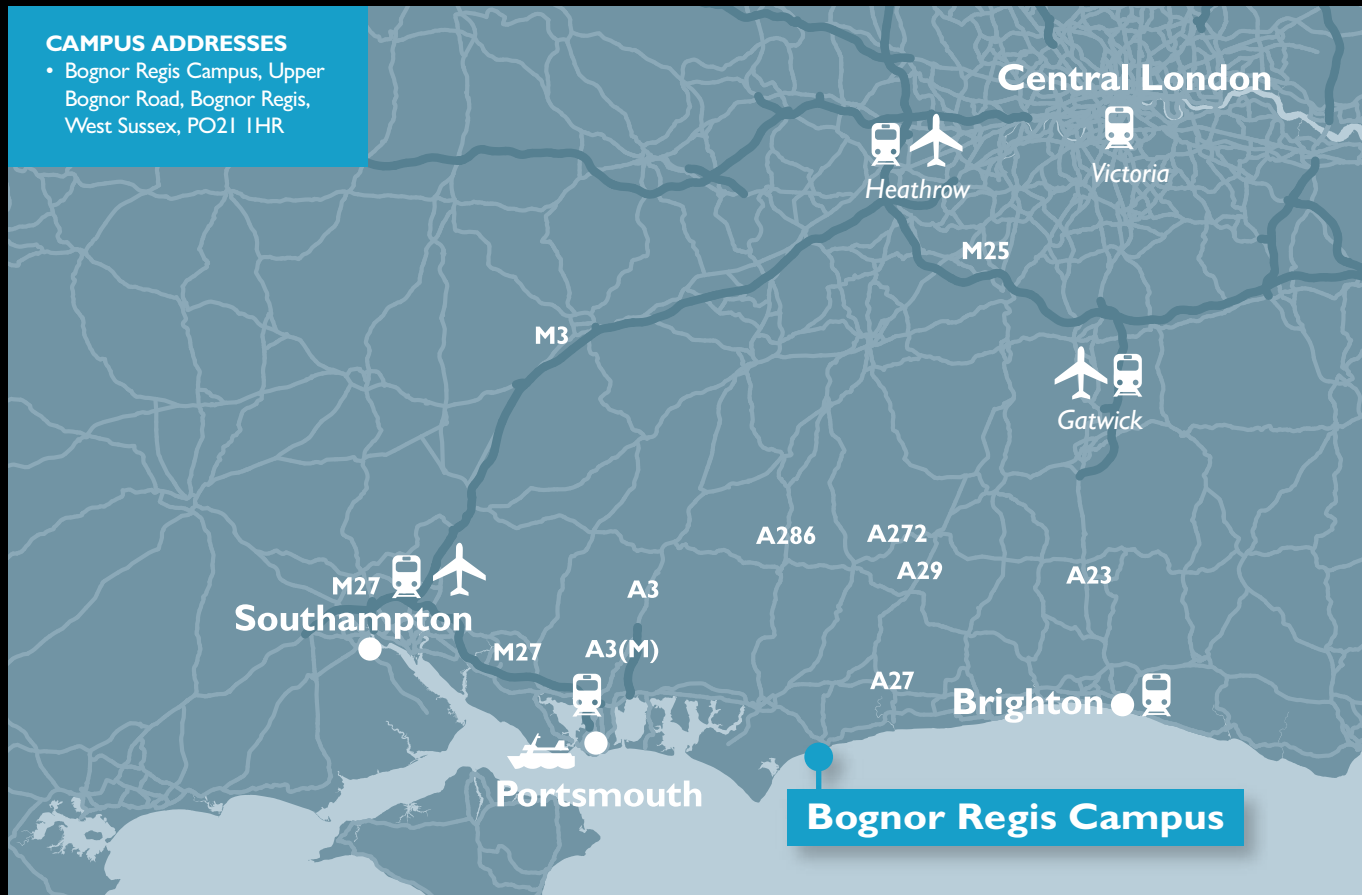 CAMPUS ADDRESSES
• Bognor Regis Campus, Upper
Bognor Road, Bognor Regis,
West Sussex, PO21 1HR
Central London
Heathrow
Victoria
M25
M3
Gatwick
A286
A272
A29
A23
M27
A3
Southampton
M27
A3(M)
A27
Brighton
Portsmouth
Bognor Regis Campus